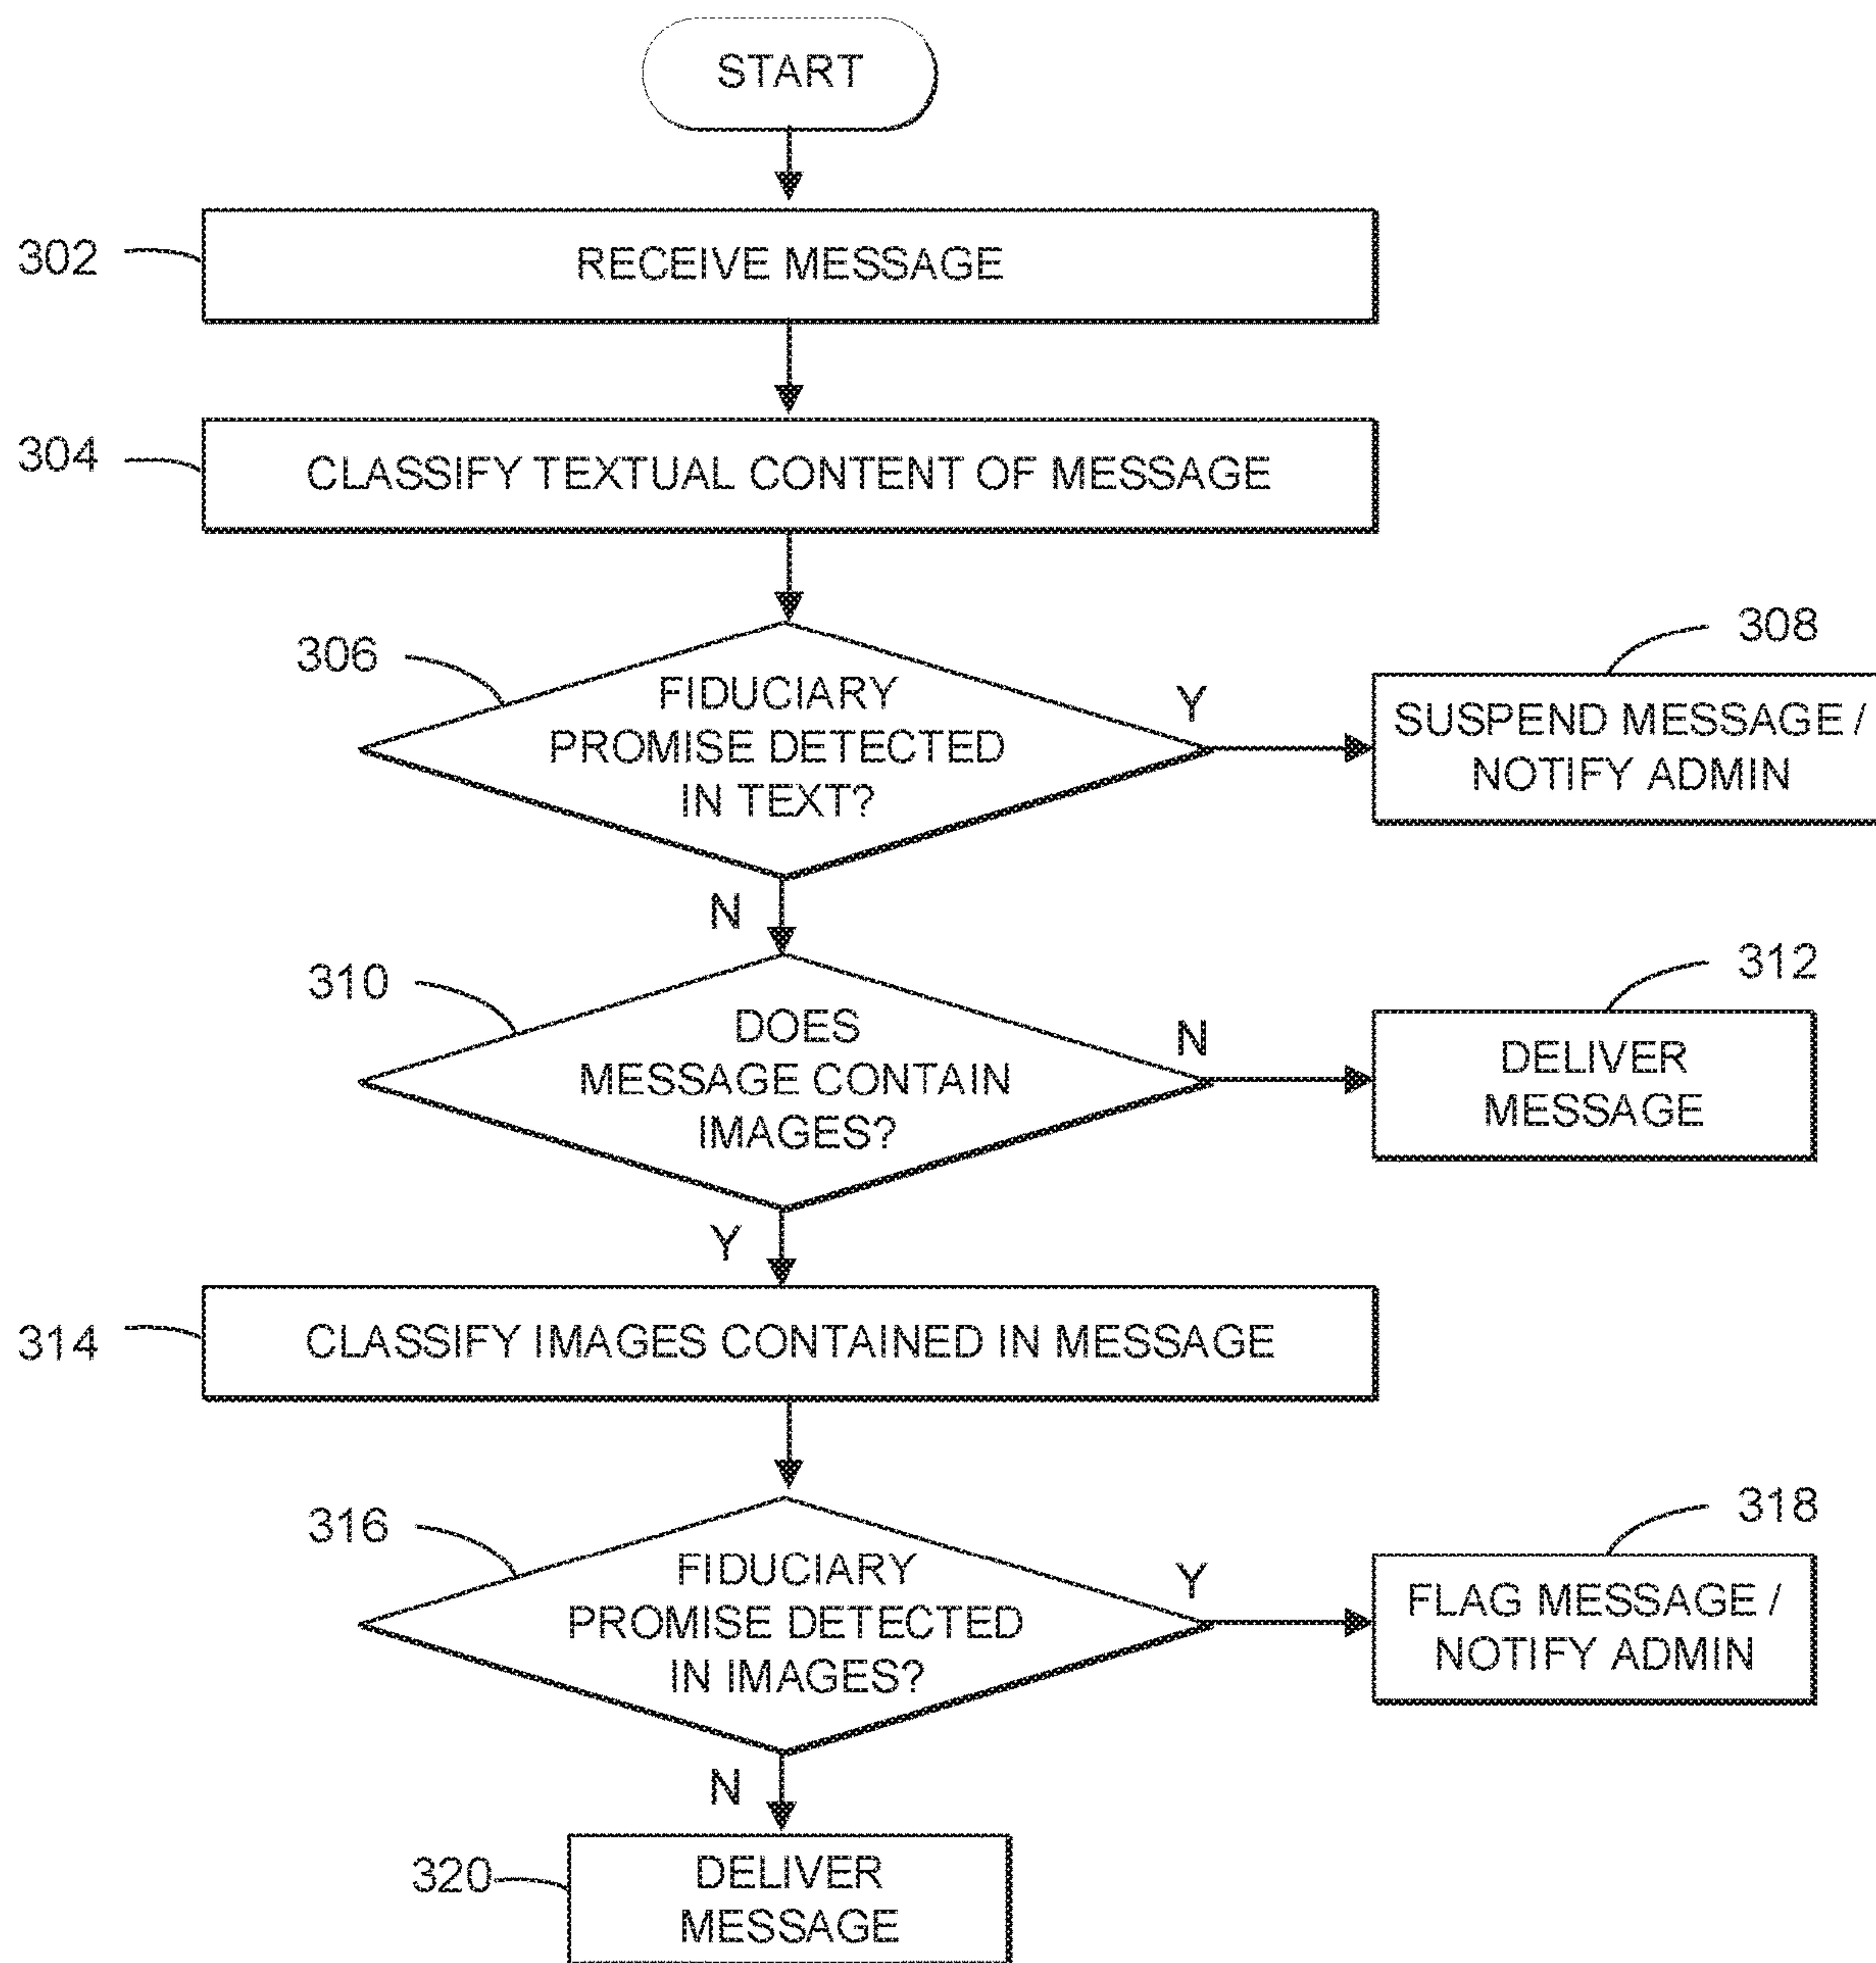 START
302
RECEIVE MESSAGE
304
CLASSIFY TEXTUAL CONTENT OF MESSAGE
306
FIDUCIARY
PROMISE DETECTED
IN TEXT?
Y
308
SUSPEND MESSAGE /
NOTIFY ADMIN
N
310
DOES
MESSAGE CONTAIN
IMAGES?
N
312
DELIVER
MESSAGE
Y
314
CLASSIFY IMAGES CONTAINED IN MESSAGE
316
FIDUCIARY
PROMISE DETECTED
IN IMAGES?
Y
318
FLAG MESSAGE /
NOTIFY ADMIN
N
320
DELIVER
MESSAGE